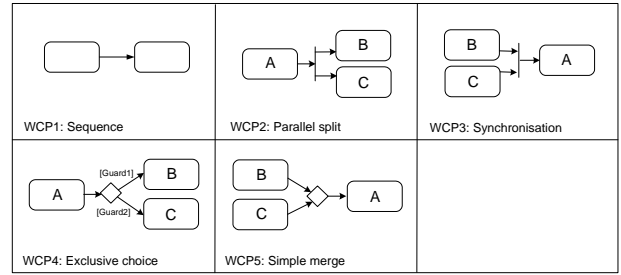 A
B
C
B
C
A
WCP1: Sequence
WCP2: Parallel split
WCP3: Synchronisation
A
[Guard1]
B
[Guard2]
C
B
C
A
WCP4: Exclusive choice
WCP5: Simple merge